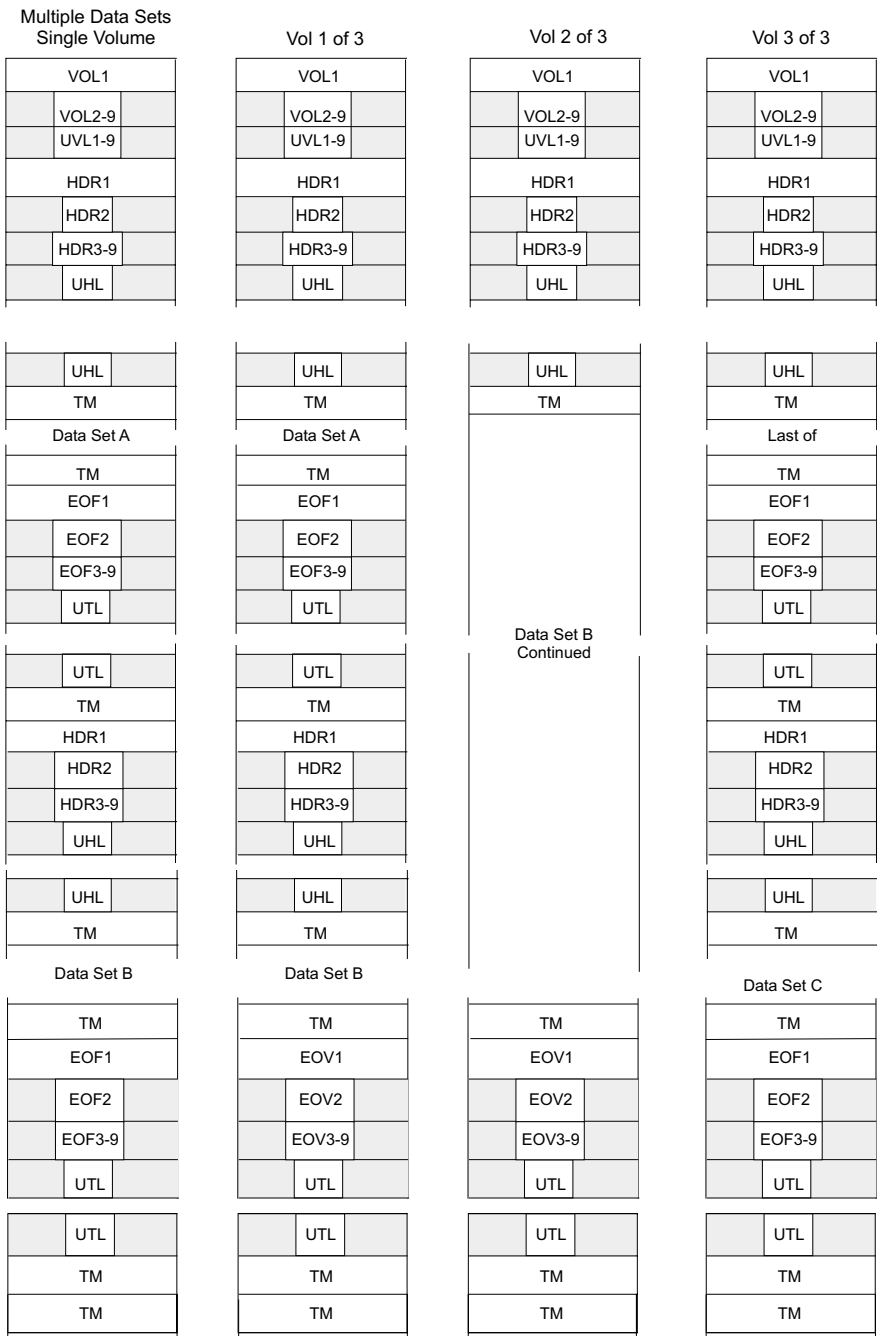 Multiple Data Sets
Single Volume
VOL1
VOL2-9
UVL1-9
HDR1
HDR2
HDR3-9
UHL
UHL
TM
Data Set A
TM
EOF1
EOF2
EOF3-9
UTL
UTL
TM
HDR1
HDR2
HDR3-9
UHL
UHL
TM
Data Set B
TM
EOF1
EOF2
EOF3-9
UTL
UTL
TM
TM
Vol 1 of 3
VOL1
VOL2-9
UVL1-9
HDR1
HDR2
HDR3-9
UHL
UHL
TM
Data Set A
TM
EOF1
EOF2
EOF3-9
UTL
UTL
TM
HDR1
HDR2
HDR3-9
UHL
UHL
TM
Data Set B
TM
EOV1
EOV2
EOV3-9
UTL
UTL
TM
TM
Vol 2 of 3
VOL1
VOL2-9
UVL1-9
HDR1
HDR2
HDR3-9
UHL
UHL
TM
Data Set B
Continued
TM
EOV1
EOV2
EOV3-9
UTL
UTL
TM
TM
Vol 3 of 3
VOL1
VOL2-9
UVL1-9
HDR1
HDR2
HDR3-9
UHL
UHL
TM
Last of
TM
EOF1
EOF2
EOF3-9
UTL
UTL
TM
HDR1
HDR2
HDR3-9
UHL
UHL
TM
Data Set C
TM
EOF1
EOF2
EOF3-9
UTL
UTL
TM
TM